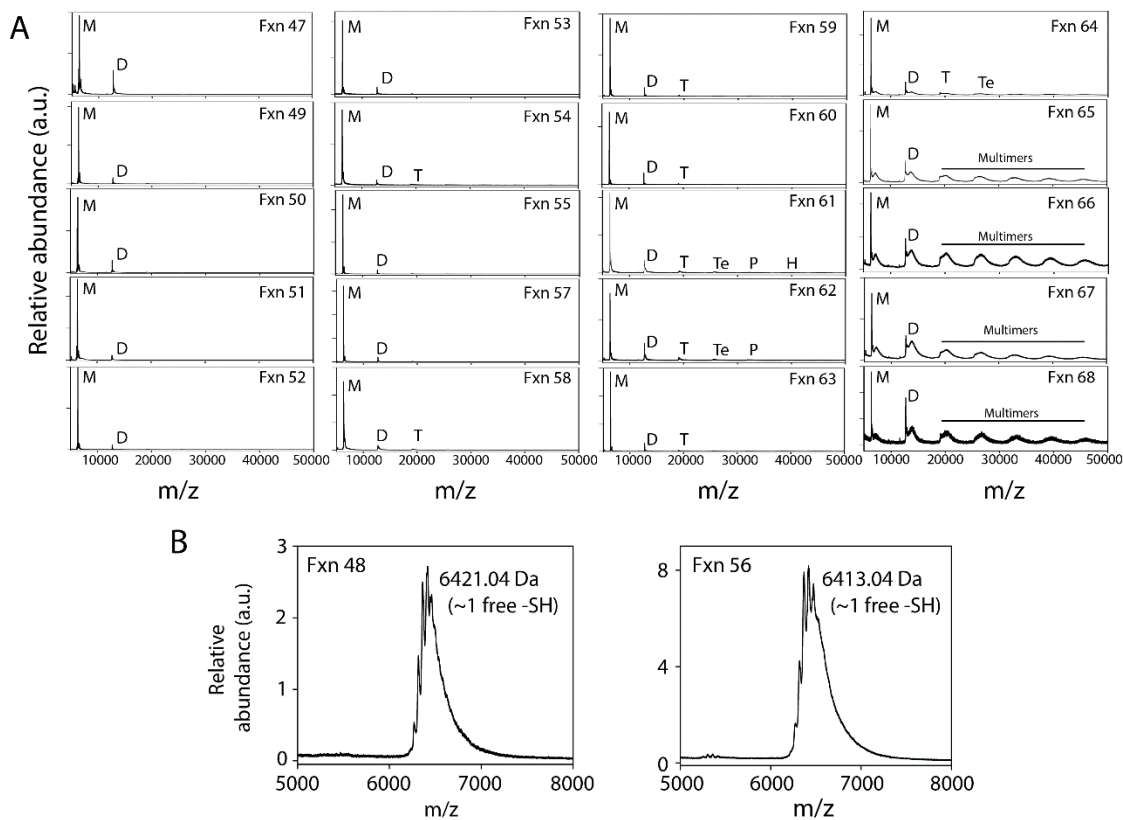 A
Relative abundance (a.u.)
M
D
Fxn 47
M
D
Fxn 49
M
D
Fxn 50
M
D
Fxn 51
M
D
Fxn 52
10000 20000 30000 40000 50000
m/z
M
D
Fxn 53
M
D T
Fxn 54
M
D
Fxn 55
M
D
Fxn 57
M
D T
Fxn 58
10000 20000 30000 40000 50000
m/z
M
D T
Fxn 59
M
D T
Fxn 60
M
D T Te P H
Fxn 61
M
D T Te P
Fxn 62
M
D T
Fxn 63
10000 20000 30000 40000 50000
m/z
M
D T Te
Fxn 64
M
D
Multimers
Fxn 65
M
D
Multimers
Fxn 66
M
D
Multimers
Fxn 67
M
D
Multimers
Fxn 68
10000 20000 30000 40000 50000
m/z
B
Relative
abundance (a.u.)
3
2
1
0
Fxn 48
6421.04 Da
(~1 free -SH)
5000 6000 7000 8000
m/z
8
4
0
Fxn 56
6413.04 Da
(~1 free -SH)
5000 6000 7000 8000
m/z